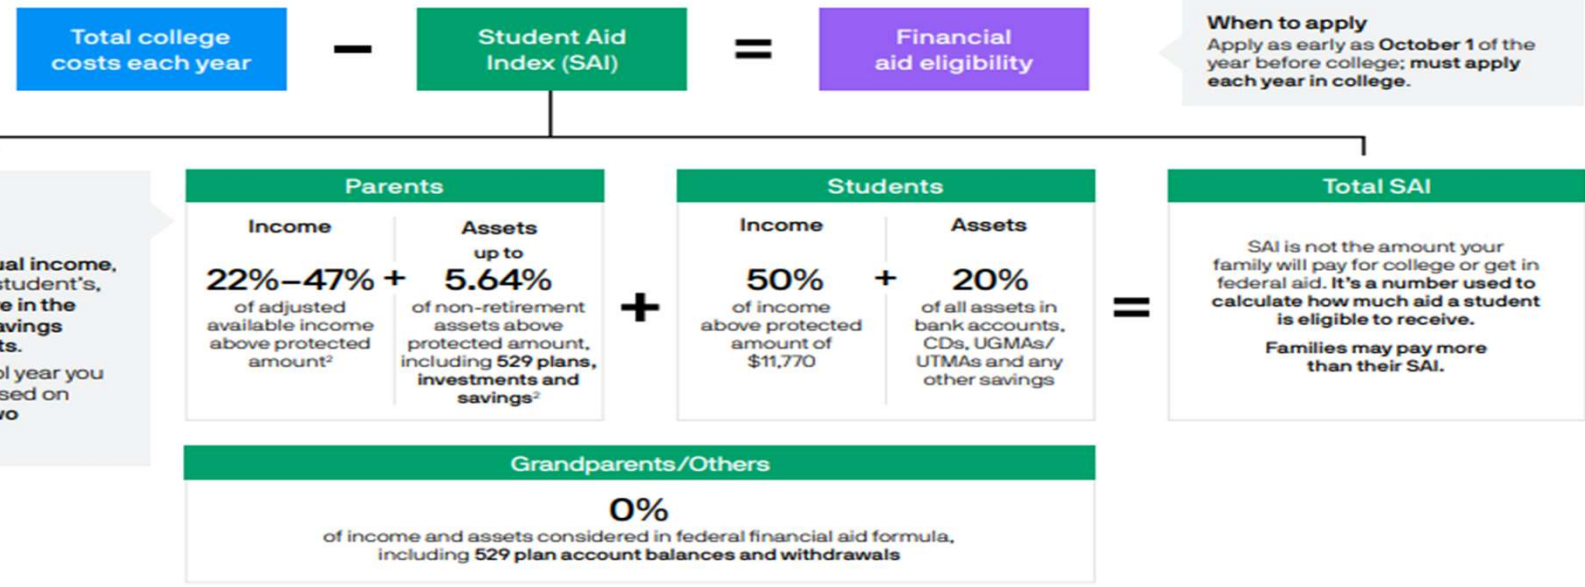 Total college
costs each year
–
Student Aid
Index (SAI)
=
Financial
aid eligibility
When to apply
Apply as early as October 1 of the
year before college; must apply
each year in college.
income,
student's,
in the
.
year you
on
Parents
Income
22%–47%
of adjusted
available income
above protected
amount²
+
Assets
up to
5.64%
of non-retirement
assets above
protected amount,
including 529 plans,
investments and
savings²
+
Students
Income
50%
of income
above protected
amount of
$11,770
+
Assets
20%
of all assets in
bank accounts,
CDs, UGMAs/
UTMAs and any
other savings
=
Total SAI
SAI is not the amount your
family will pay for college or get in
federal aid. It's a number used to
calculate how much aid a student
is eligible to receive.
Families may pay more
than their SAI.
Grandparents/Others
0%
of income and assets considered in federal financial aid formula,
including 529 plan account balances and withdrawals